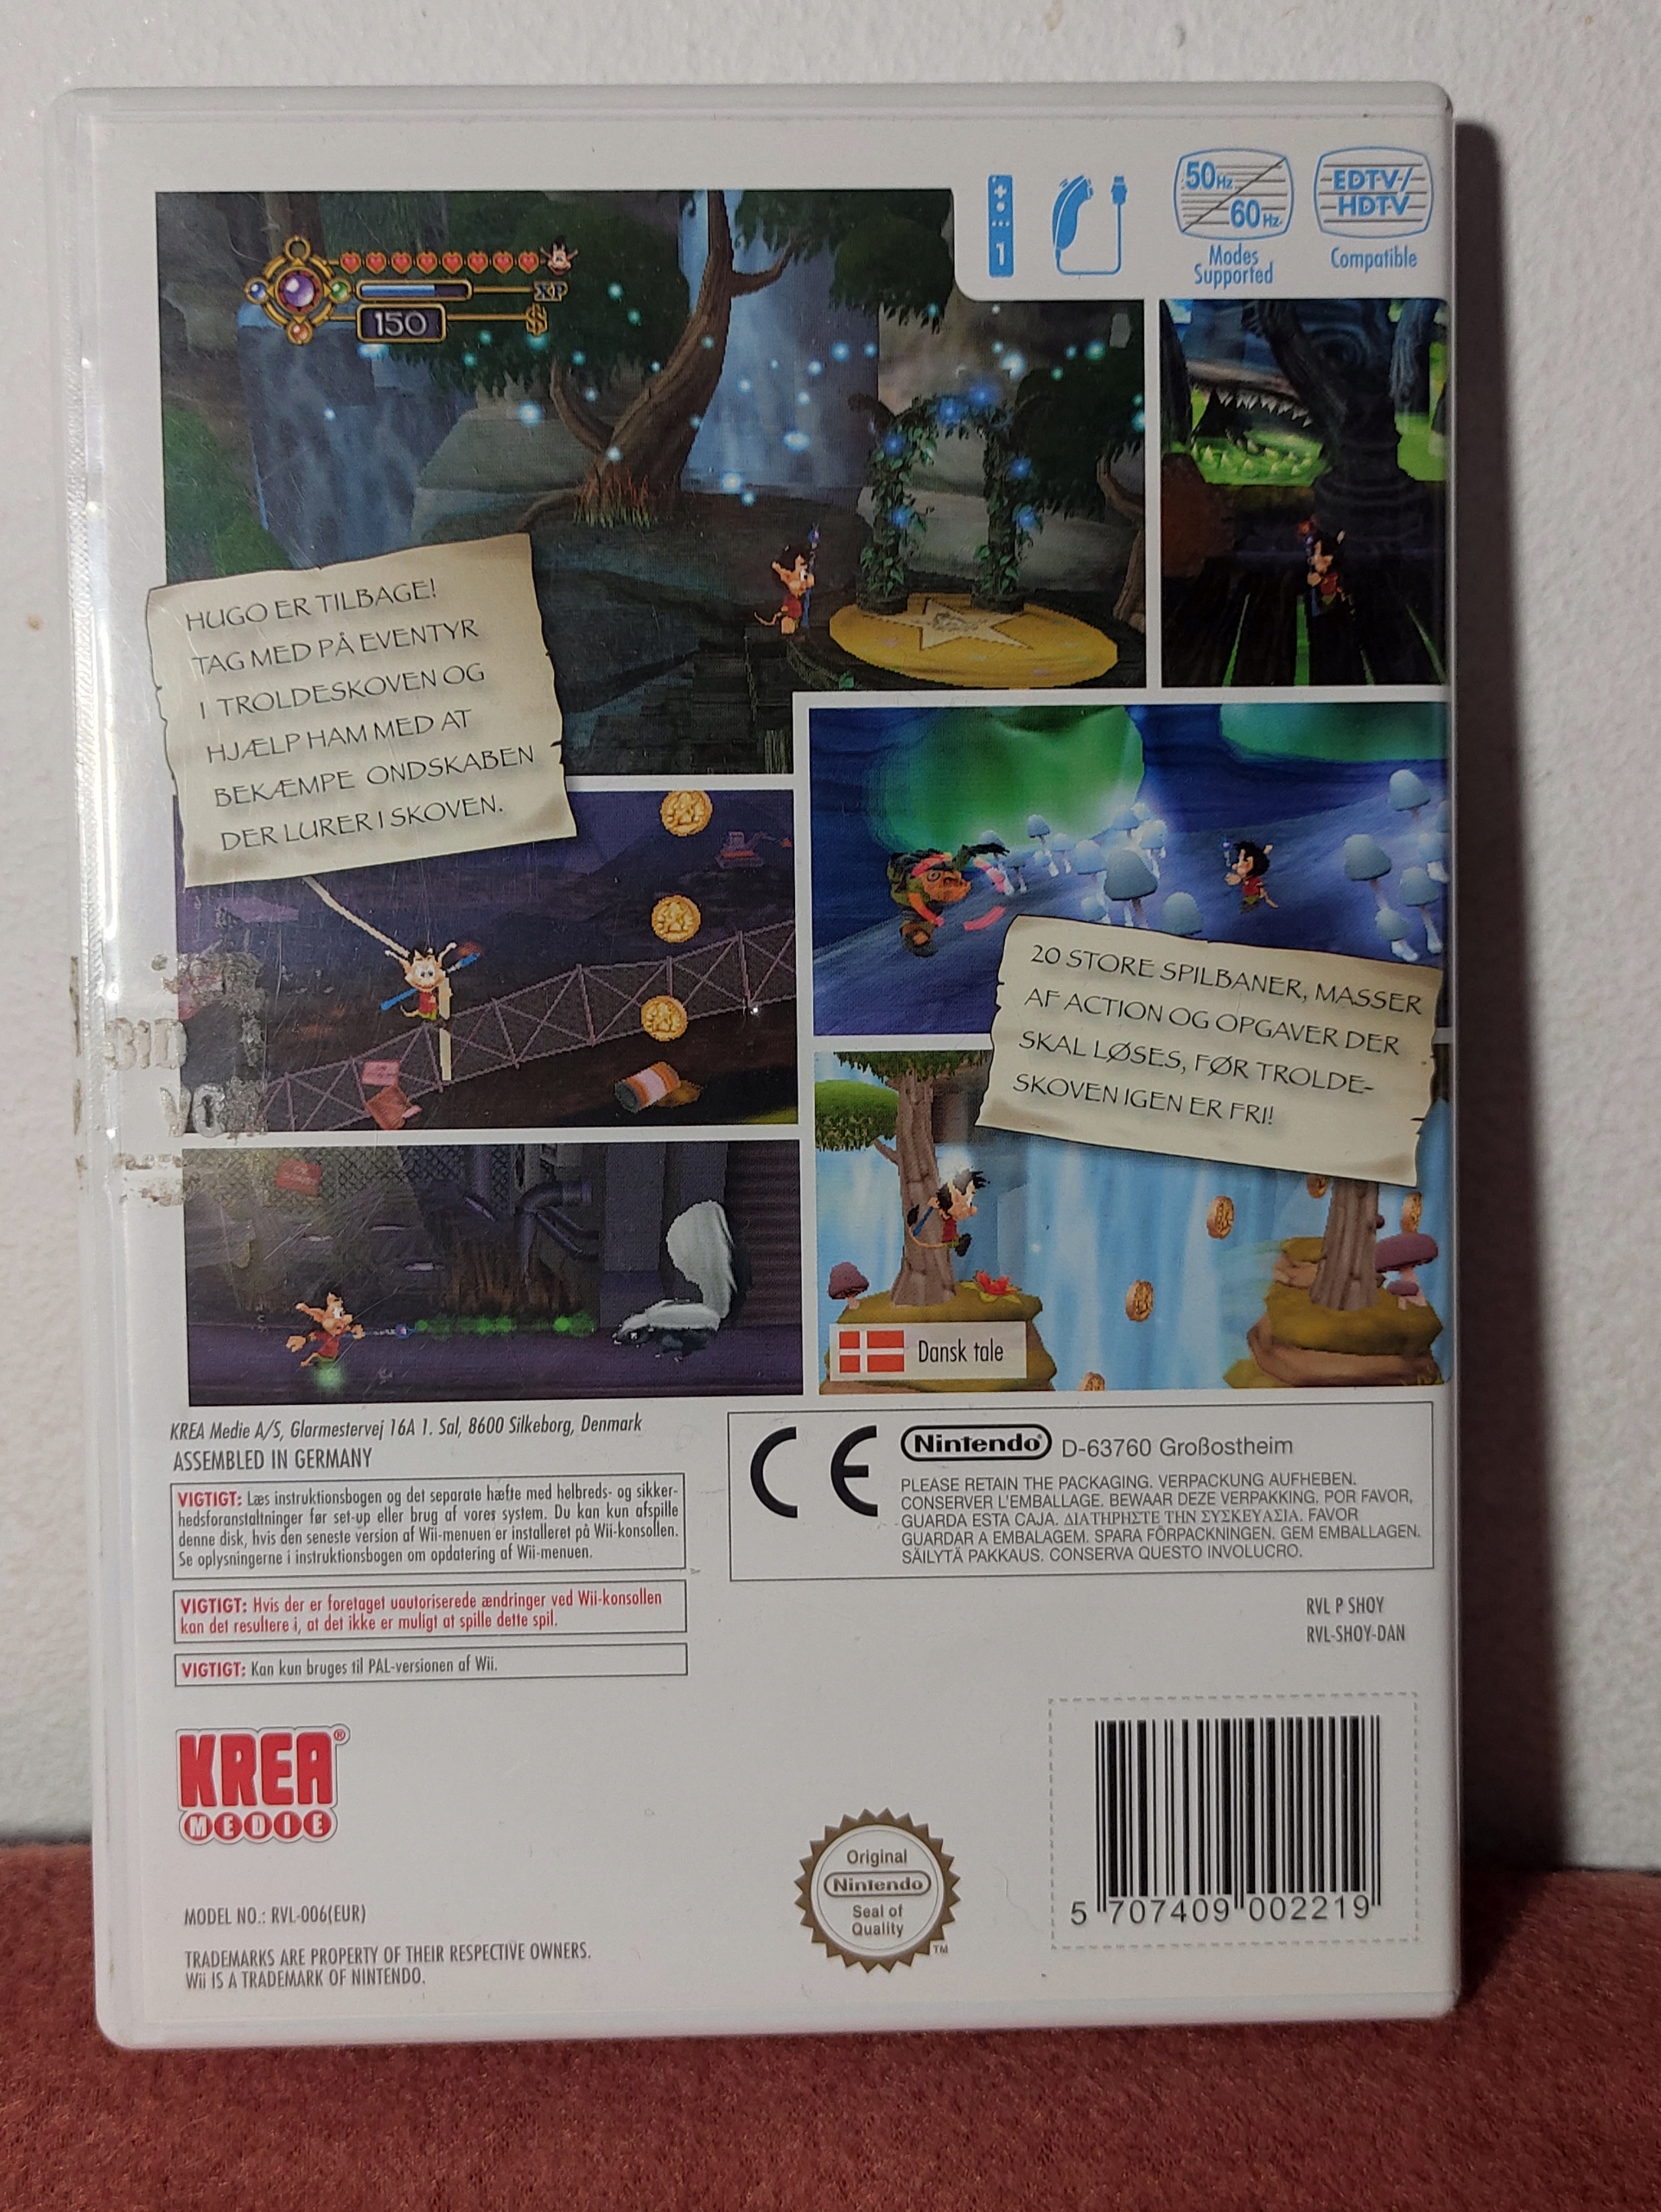 50Hz
60Hz
Modes
Supported
EDTV/
HDTV
Compatible
1
XP
150
HUGO ER TILBAGE!
TAG MED PÅ EVENTYR
I TROLDESKOVEN OG
HJÆLP HAM MED AT
BEKÆMPE ONDSKABEN
DER LURER I SKOVEN.
20 STORE SPILBANER, MASSER
AF ACTION OG OPGAVER DER
SKAL LØSES, FØR TROLDE-
SKOVEN IGEN ER FRI!
Dansk tale
KREA Medie A/S, Glarmestervej 16A 1. Sal, 8600 Silkeborg, Denmark
ASSEMBLED IN GERMANY
VIGTIGT: Læs instruktionsbogen og det separate hæfte med helbreds- og sikker-
hedsforanstaltninger før set-up eller brug af vores system. Du kan kun afspille
denne disk, hvis den seneste version af Wii-menuen er installeret på Wii-konsollen.
Se oplysningerne i instruktionsbogen om opdatering af Wii-menuen.
VIGTIGT: Hvis der er foretaget uautoriserede ændringer ved Wii-konsollen
kan det resultere i, at det ikke er muligt at spille dette spil.
VIGTIGT: Kan kun bruges til PAL-versionen af Wii.
CE
Nintendo® D-63760 Großostheim
PLEASE RETAIN THE PACKAGING. VERPACKUNG AUFHEBEN.
CONSERVER L'EMBALLAGE. BEWAAR DEZE VERPAKKING, POR FAVOR,
GUARDA ESTA CAJA. ΔΙΑΤΗΡΗΣΤΕ ΤΗΝ ΣΥΣΚΕΥΑΣΙΑ. FAVOR
GUARDAR A EMBALAGEM. SPARA FÖRPACKNINGEN. GEM EMBALLAGEN.
SÄILYTÄ PAKKAUS. CONSERVA QUESTO INVOLUCRO.
RVL P SHOY
RVL-SHOY-DAN
KREA®
MEDIE
MODEL NO.: RVL-006(EUR)
TRADEMARKS ARE PROPERTY OF THEIR RESPECTIVE OWNERS.
Wii IS A TRADEMARK OF NINTENDO.
Original
Nintendo
Seal of
Quality
TM
5 707409 002219